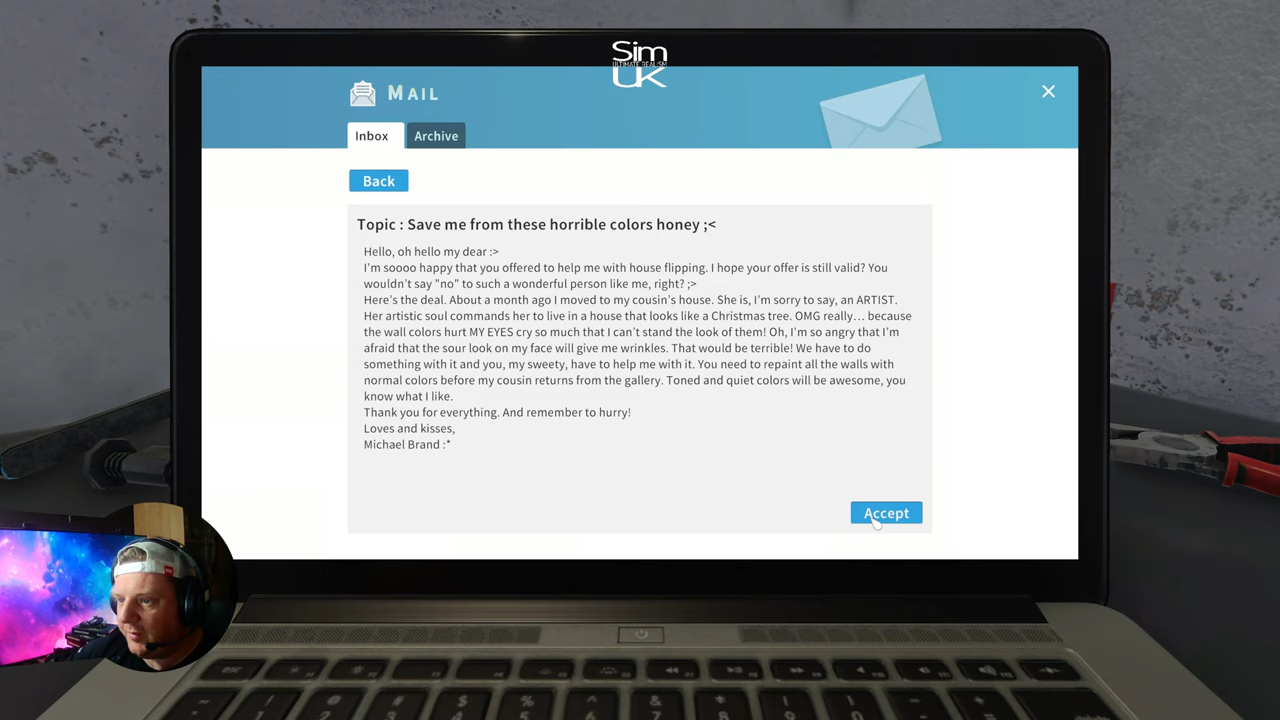 Sim
ULTIMATE REALISM
UK
MAIL
Inbox
Archive
Back
Topic : Save me from these horrible colors honey ;<
Hello, oh hello my dear :>
I'm soooo happy that you offered to help me with house flipping. I hope your offer is still valid? You
wouldn't say "no" to such a wonderful person like me, right? ;>
Here's the deal. About a month ago I moved to my cousin's house. She is, I'm sorry to say, an ARTIST.
Her artistic soul commands her to live in a house that looks like a Christmas tree. OMG really... because
the wall colors hurt MY EYES cry so much that I can't stand the look of them! Oh, I'm so angry that I'm
afraid that the sour look on my face will give me wrinkles. That would be terrible! We have to do
something with it and you, my sweety, have to help me with it. You need to repaint all the walls with
normal colors before my cousin returns from the gallery. Toned and quiet colors will be awesome, you
know what I like.
Thank you for everything. And remember to hurry!
Loves and kisses,
Michael Brand :*
Accept